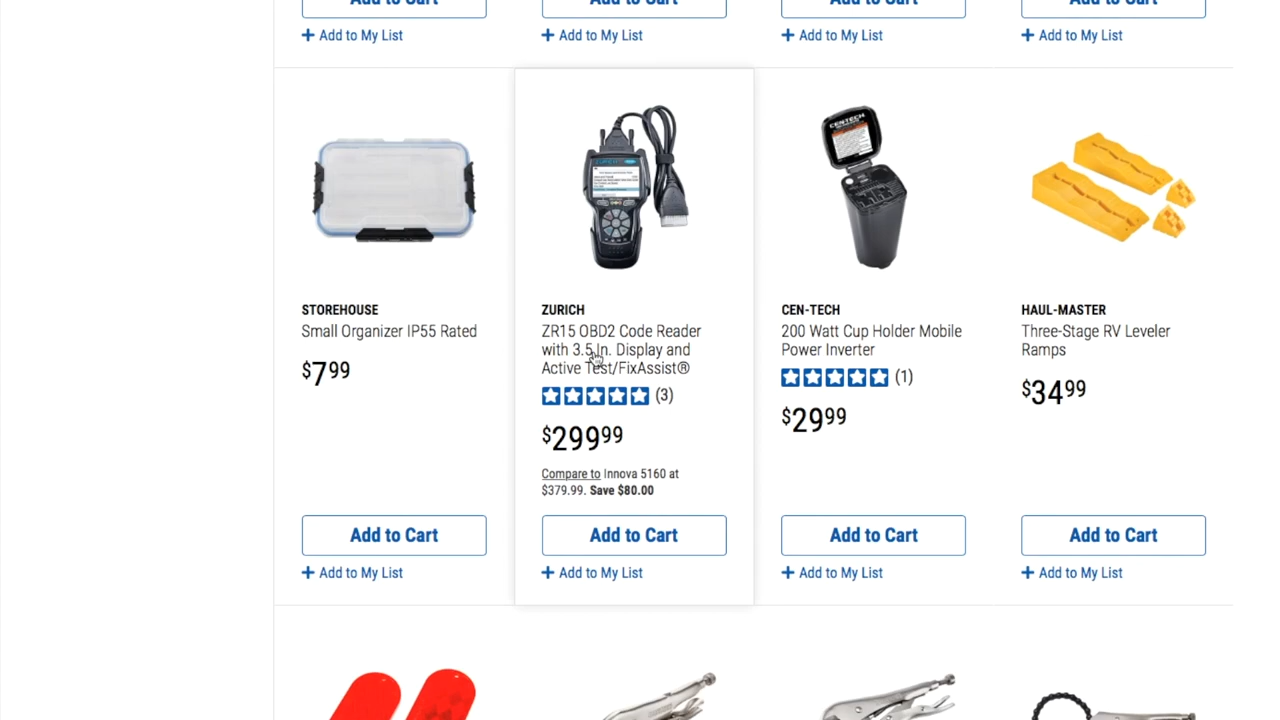 Add to Cart Add to Cart Add to Cart Add to Cart
+ Add to My List + Add to My List + Add to My List + Add to My List
CENTECH
STOREHOUSE
Small Organizer IP55 Rated
$7.99
Add to Cart
+ Add to My List
ZURICH
ZR15 OBD2 Code Reader
with 3.5 In. Display and
Active Test/FixAssist®
(3)
$299.99
Compare to Innova 5160 at
$379.99. Save $80.00
Add to Cart
+ Add to My List
CEN-TECH
200 Watt Cup Holder Mobile
Power Inverter
(1)
$29.99
Add to Cart
+ Add to My List
HAUL-MASTER
Three-Stage RV Leveler
Ramps
$34.99
Add to Cart
+ Add to My List